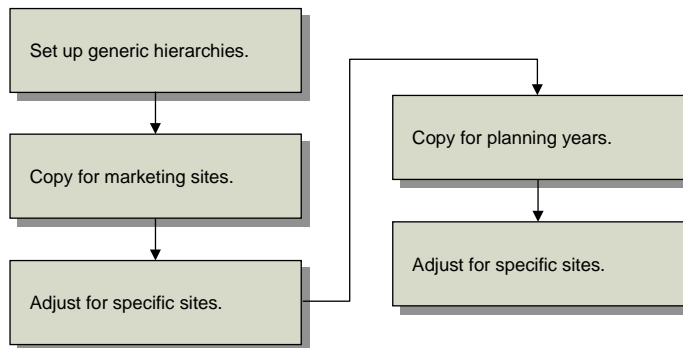 Set up generic hierarchies.
Copy for marketing sites.
Adjust for specific sites.
Copy for planning years.
Adjust for specific sites.